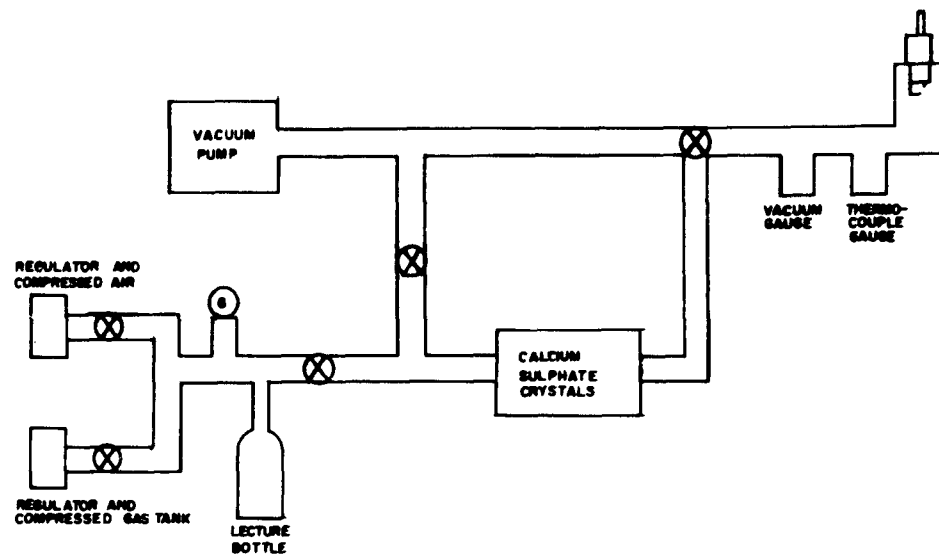 VACUUM
PUMP
VACUUM
GAUGE
THERMO-
COUPLE
GAUGE
REGULATOR AND
COMPRESSED AIR
G
CALCIUM
SULPHATE
CRYSTALS
REGULATOR AND
COMPRESSED GAS TANK
LECTURE
BOTTLE